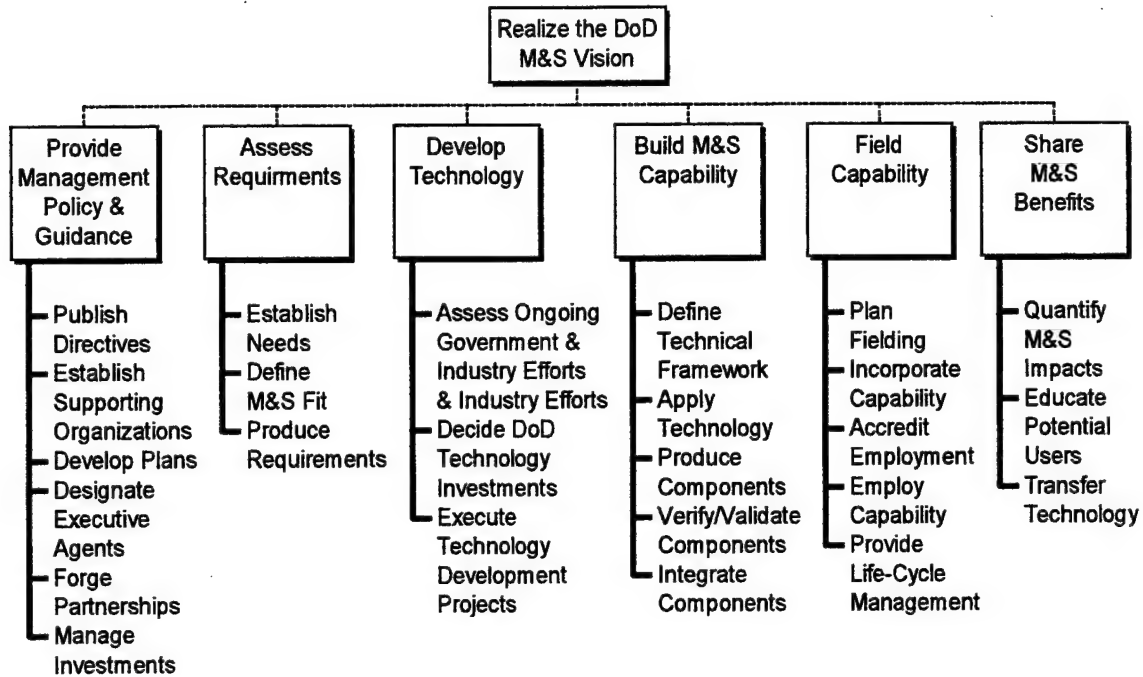 Realize the DoD
M&S Vision
Provide
Management
Policy &
Guidance
Publish
Directives
Establish
Supporting
Organizations
Develop Plans
Designate
Executive
Agents
Forge
Partnerships
Manage
Investments
Assess
Requirments
Establish
Needs
Define
M&S Fit
Produce
Requirements
Develop
Technology
Assess Ongoing
Government &
Industry Efforts
& Industry Efforts
Decide DoD
Technology
Investments
Execute
Technology
Development
Projects
Build M&S
Capability
Define
Technical
Framework
Apply
Technology
Produce
Components
Verify/Validate
Components
Integrate
Components
Field
Capability
Plan
Fielding
Incorporate
Capability
Accredit
Employment
Employ
Capability
Provide
Life-Cycle
Management
Share
M&S
Benefits
Quantify
M&S
Impacts
Educate
Potential
Users
Transfer
Technology